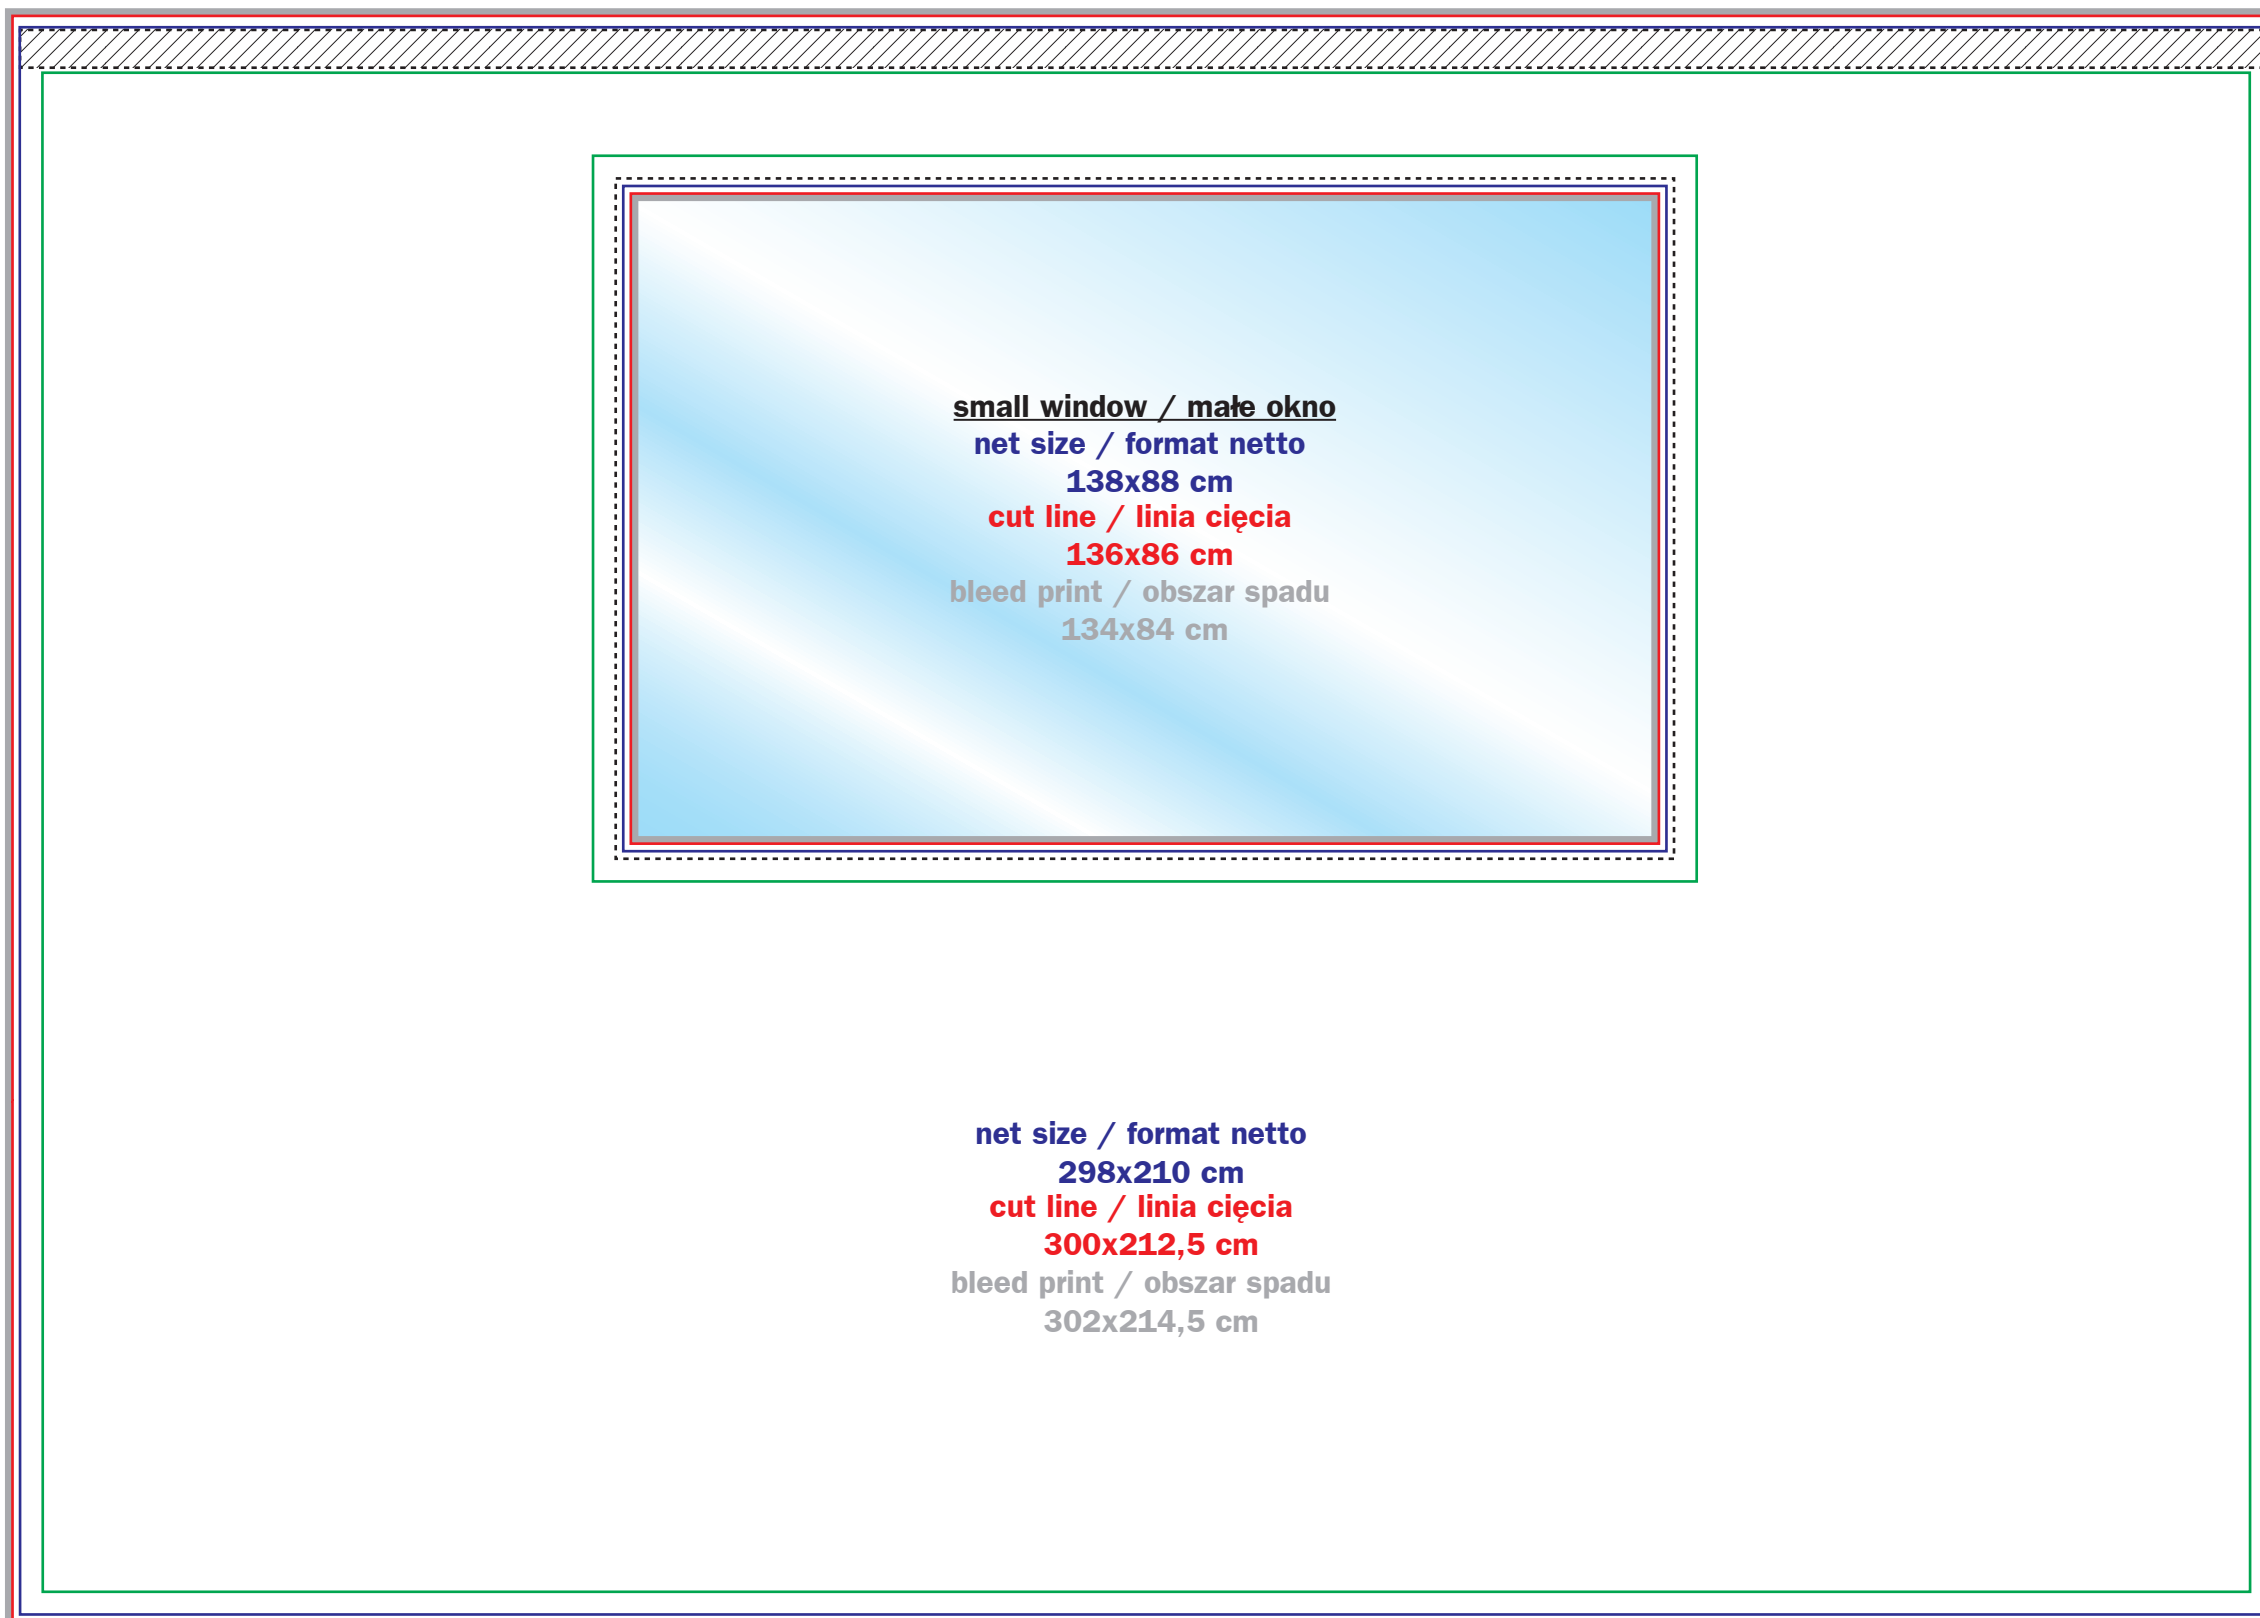 small window / małe okno
net size / format netto
138x88 cm
cut line / linia cięcia
136x86 cm
bleed print / obszar spadu
134x84 cm
net size / format netto
298x210 cm
cut line / linia cięcia
300x212,5 cm
bleed print / obszar spadu
302x214,5 cm